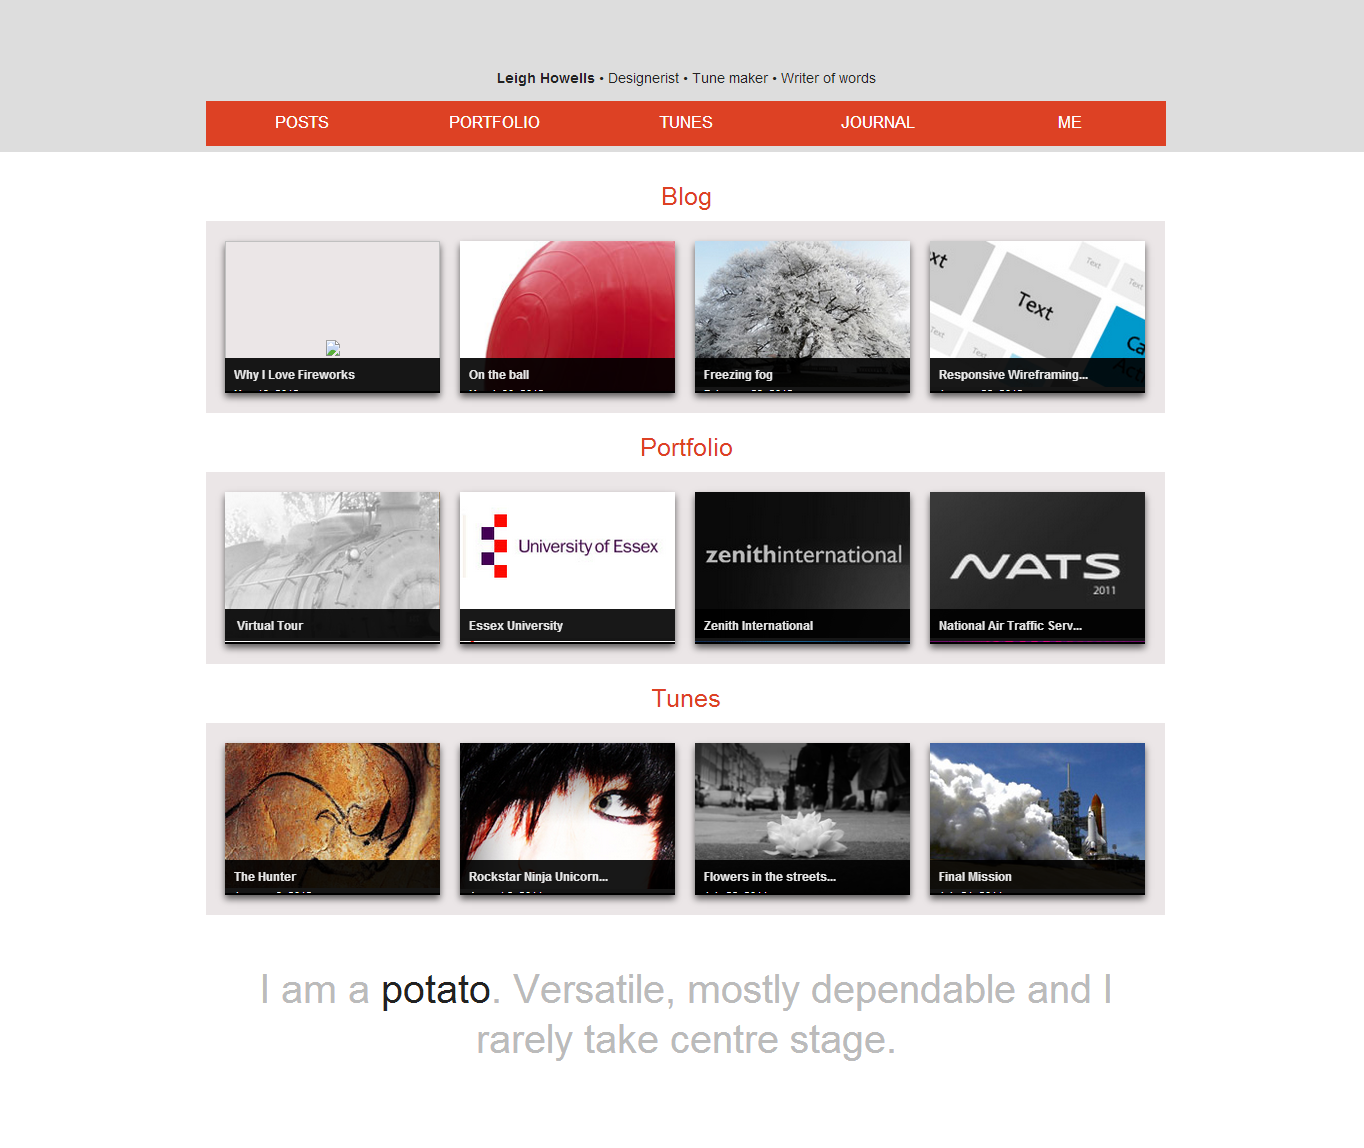 Leigh Howells • Designerist • Tune maker • Writer of words
POSTS PORTFOLIO TUNES JOURNAL ME
Blog
Text
Text
Text
Text
Text
Why I Love Fireworks
On the ball
Freezing fog
Responsive Wireframing...
Portfolio
University of Essex
zenithinternational
NATS
2011
Virtual Tour
Essex University
Zenith International
National Air Traffic Serv...
Tunes
The Hunter
Rockstar Ninja Unicorn...
Flowers in the streets...
Final Mission
I am a potato. Versatile, mostly dependable and I
rarely take centre stage.